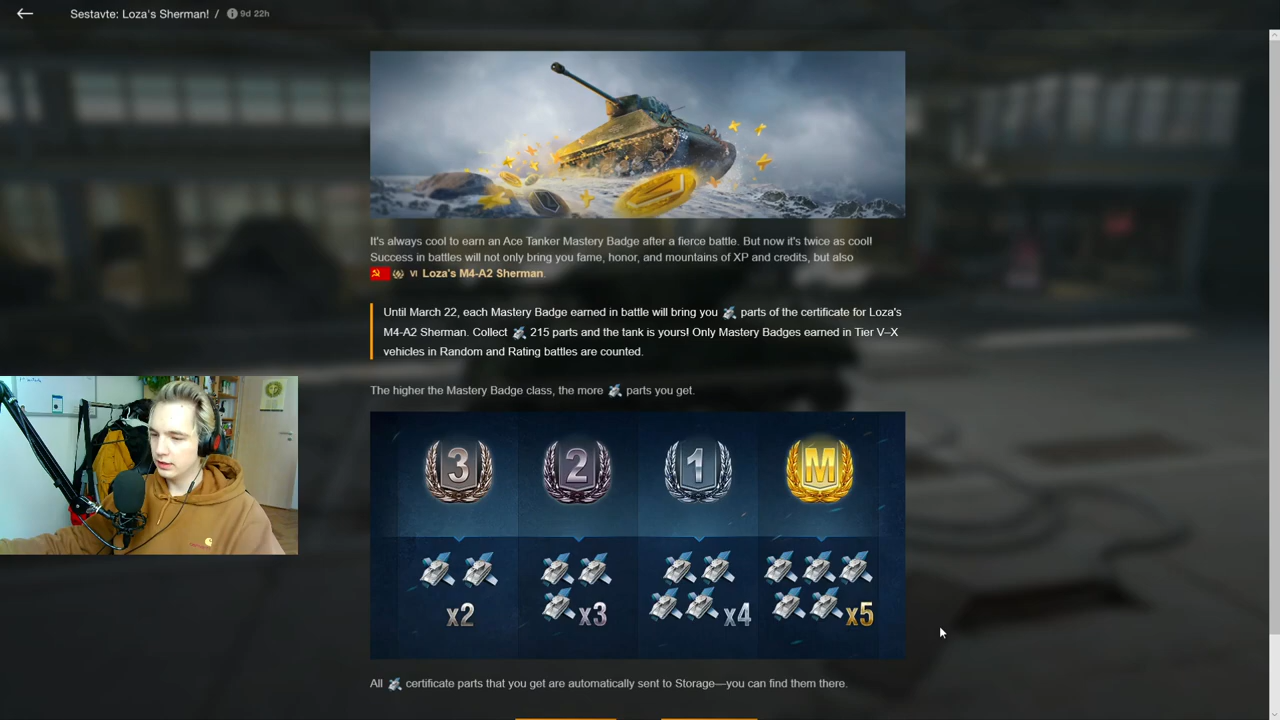 Sestavte: Loza's Sherman! / 9d 22h
It's always cool to earn an Ace Tanker Mastery Badge after a fierce battle. But now it's twice as cool!
Success in battles will not only bring you fame, honor, and mountains of XP and credits, but also
VI Loza's M4-A2 Sherman.
Until March 22, each Mastery Badge earned in battle will bring you parts of the certificate for Loza's
M4-A2 Sherman. Collect 215 parts and the tank is yours! Only Mastery Badges earned in Tier V–X
vehicles in Random and Rating battles are counted.
The higher the Mastery Badge class, the more parts you get.
3 2 1 M
x2 x3 x4 x5
All certificate parts that you get are automatically sent to Storage—you can find them there.